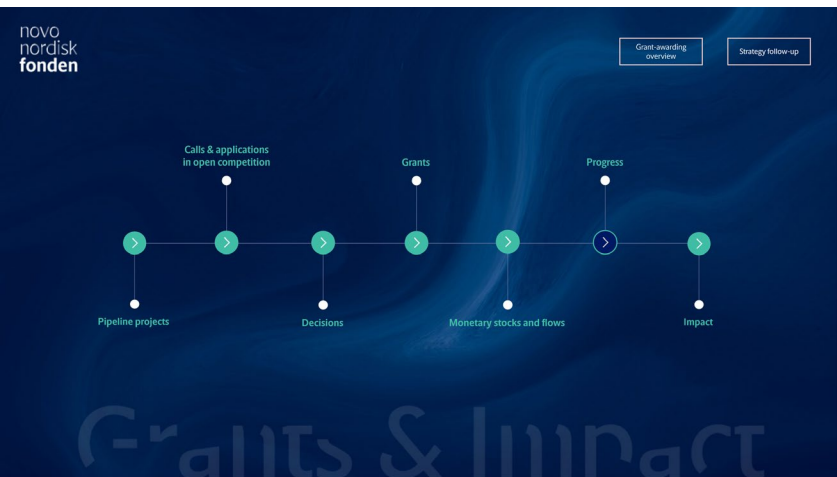 novo
nordisk
fonden
Grant-awarding
overview
Strategy follow-up
Calls & applications
in open competition
Grants
Progress
Pipeline projects
Decisions
Monetary stocks and flows
Impact
Grants & Impact